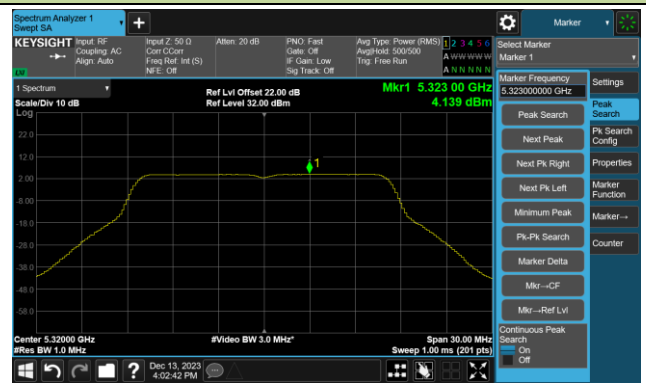 Spectrum Analyzer 1
Swept SA
+
Marker
KEYSIGHT
Input: RF
Coupling: AC
Align: Auto
Input Z: 50 Ω
Corr CCorr
Freq Ref: Int (S)
NFE: Off
Atten: 20 dB
PNO: Fast
Gate: Off
IF Gain: Low
Sig Track: Off
Avg Type: Power (RMS)
Avg|Hold: 500/500
Trig: Free Run
1 2 3 4 5 6
A W W W W W
A N N N N N
LW
Select Marker
Marker 1
1 Spectrum
Scale/Div 10 dB
Log
Ref Lvl Offset 22.00 dB
Ref Level 32.00 dBm
Mkr1 5.323 00 GHz
4.139 dBm
22.0
12.0
2.00
-8.00
-18.0
-28.0
-38.0
-48.0
-58.0
1
Center 5.32000 GHz
#Res BW 1.0 MHz
#Video BW 3.0 MHz*
Span 30.00 MHz
Sweep 1.00 ms (201 pts)
Marker Frequency
5.323000000 GHz
Peak Search
Next Peak
Next Pk Right
Next Pk Left
Minimum Peak
Pk-Pk Search
Marker Delta
Mkr→CF
Mkr→Ref Lvl
Continuous Peak
Search
On
Off
Settings
Peak
Search
Pk Search
Config
Properties
Marker
Function
Marker→
Counter
?
Dec 13, 2023
4:02:42 PM